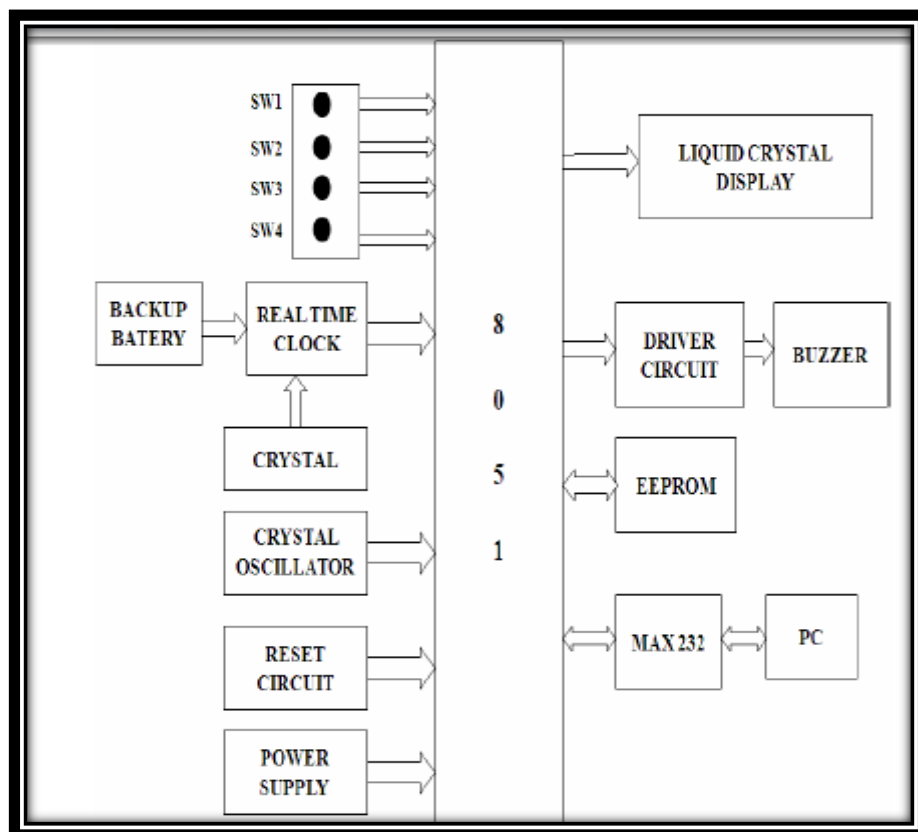 SW1
SW2
SW3
SW4
BACKUP
BATERY
REAL TIME
CLOCK
CRYSTAL
CRYSTAL
OSCILLATOR
RESET
CIRCUIT
POWER
SUPPLY
8
0
5
1
LIQUID CRYSTAL
DISPLAY
DRIVER
CIRCUIT
BUZZER
EEPROM
MAX 232
PC